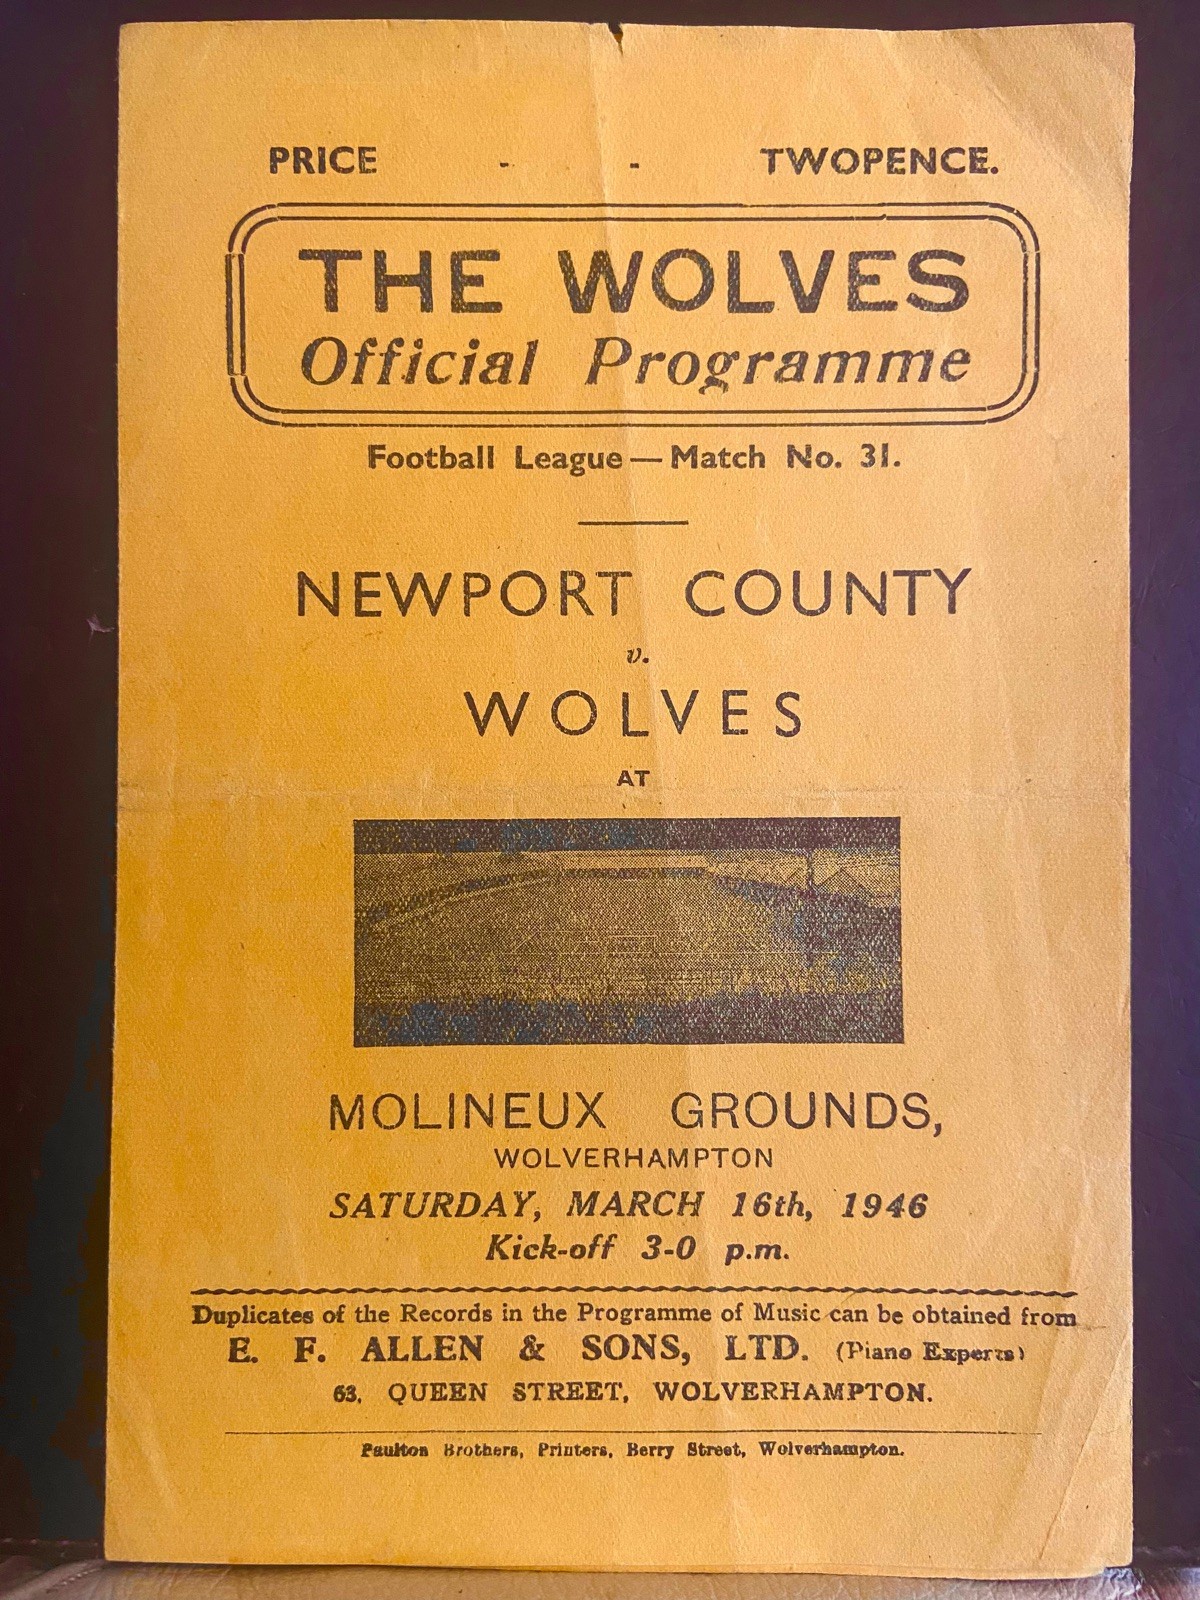 PRICE - - TWOPENCE.
THE WOLVES
Official Programme
Football League — Match No. 31.
NEWPORT COUNTY
v.
WOLVES
AT
MOLINEUX GROUNDS,
WOLVERHAMPTON
SATURDAY, MARCH 16th, 1946
Kick-off 3-0 p.m.
Duplicates of the Records in the Programme of Music can be obtained from
E. F. ALLEN & SONS, LTD. (Piano Experts)
63, QUEEN STREET, WOLVERHAMPTON.
Paulton Brothers, Printers, Berry Street, Wolverhampton.